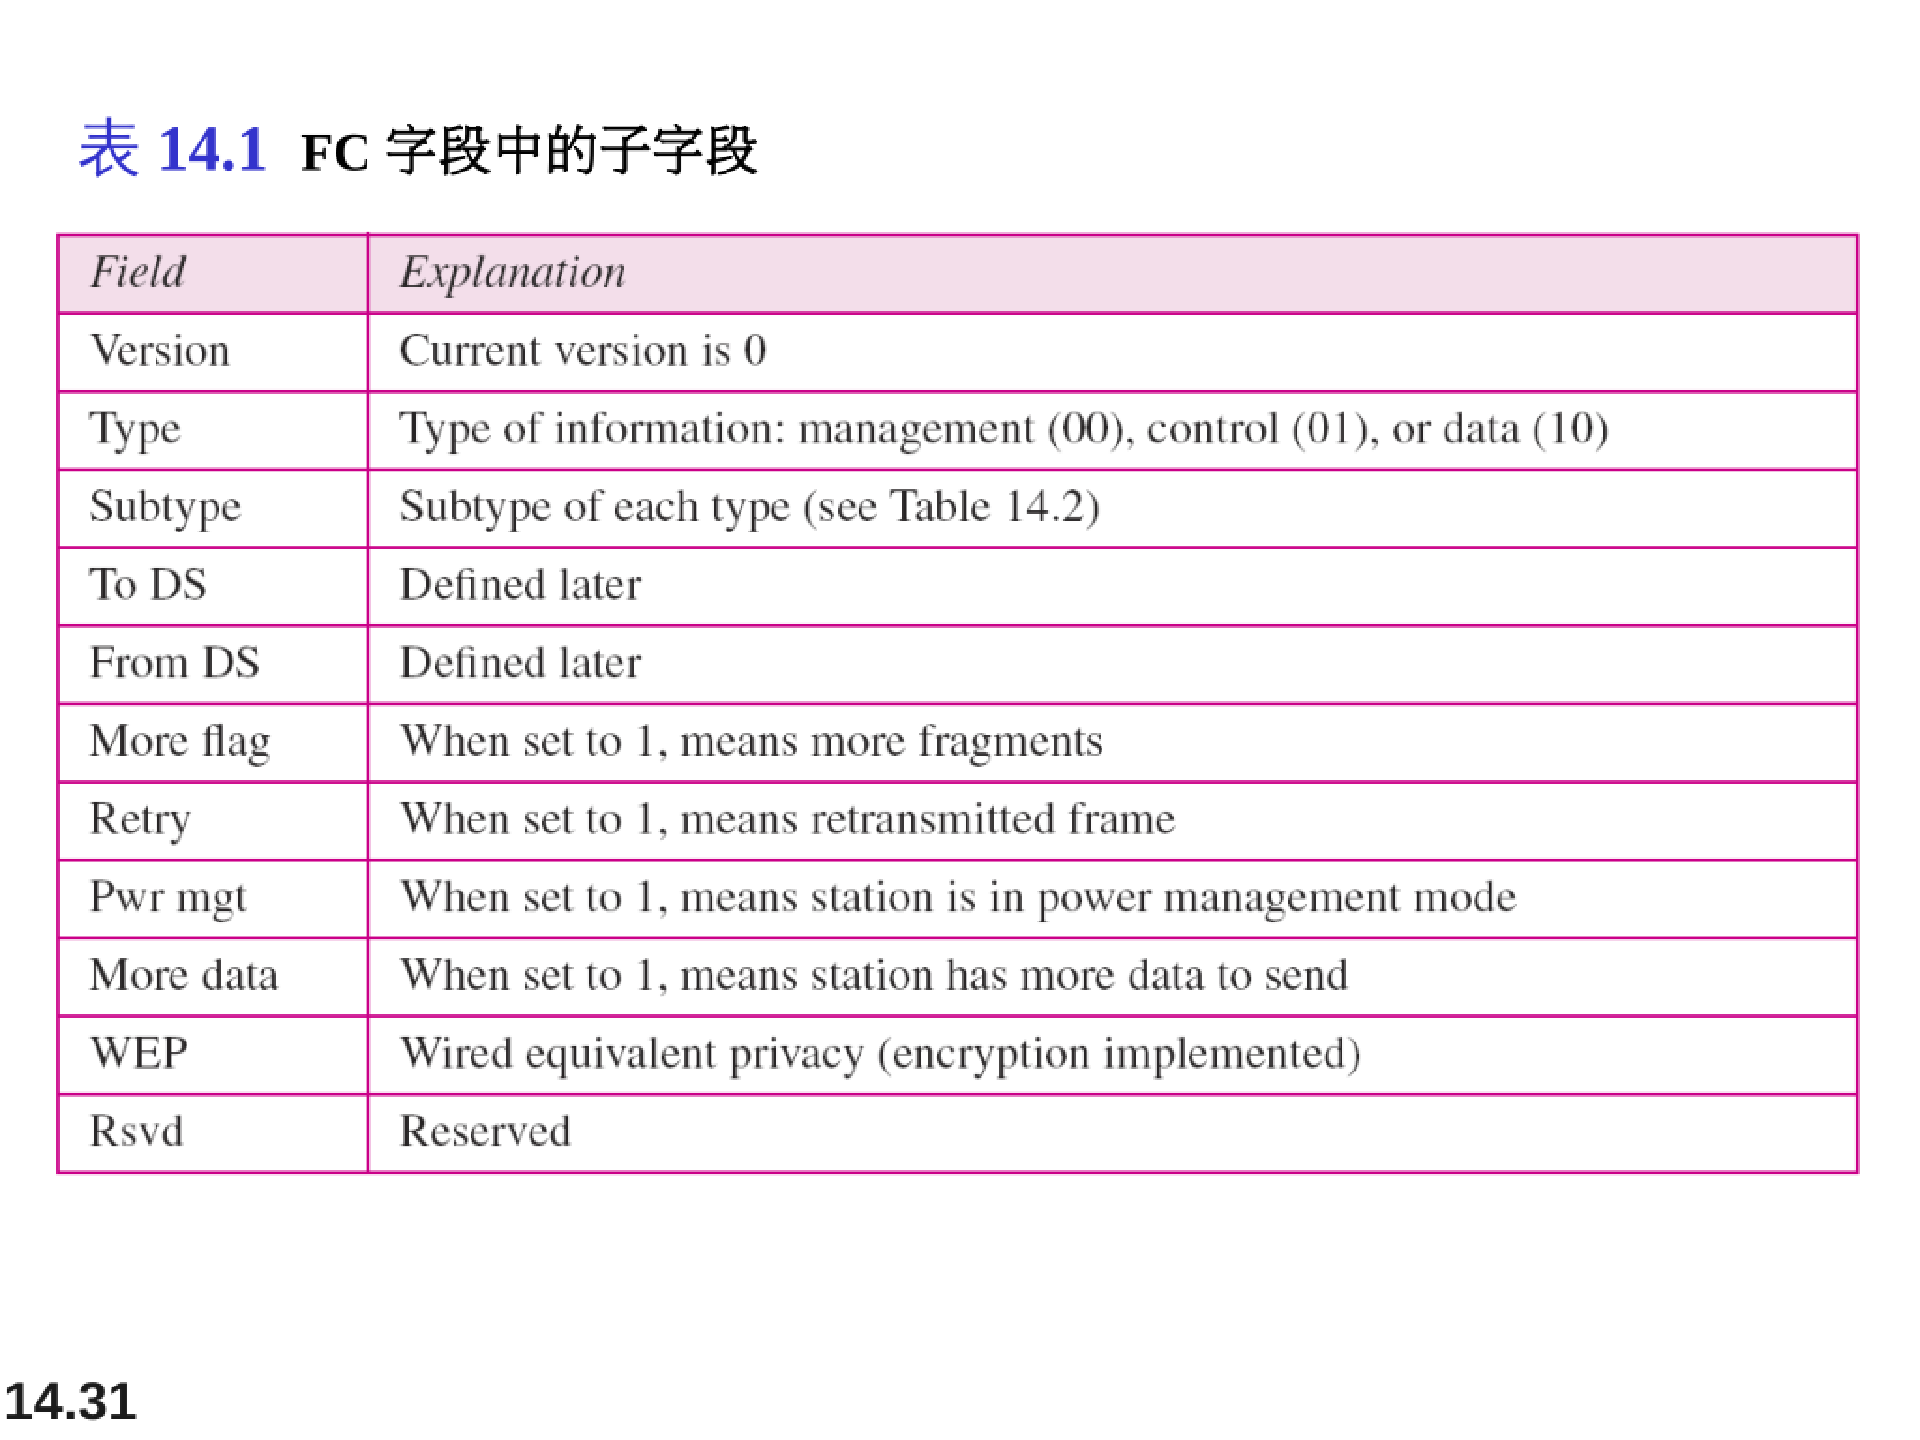 表 14.1 FC 字段中的子字段
Field Explanation
Version Current version is 0
Type Type of information: management (00), control (01), or data (10)
Subtype Subtype of each type (see Table 14.2)
To DS Defined later
From DS Defined later
More flag When set to 1, means more fragments
Retry When set to 1, means retransmitted frame
Pwr mgt When set to 1, means station is in power management mode
More data When set to 1, means station has more data to send
WEP Wired equivalent privacy (encryption implemented)
Rsvd Reserved
14.31